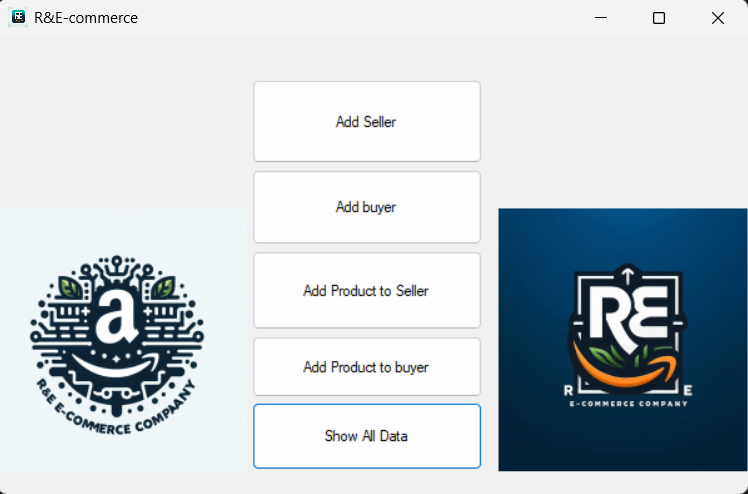 R&E-commerce
Add Seller
Add buyer
Add Product to Seller
Add Product to buyer
Show All Data
a
R&E E-COMMERCE COMPAANY
RE
R E
E-COMMERCE COMPANY